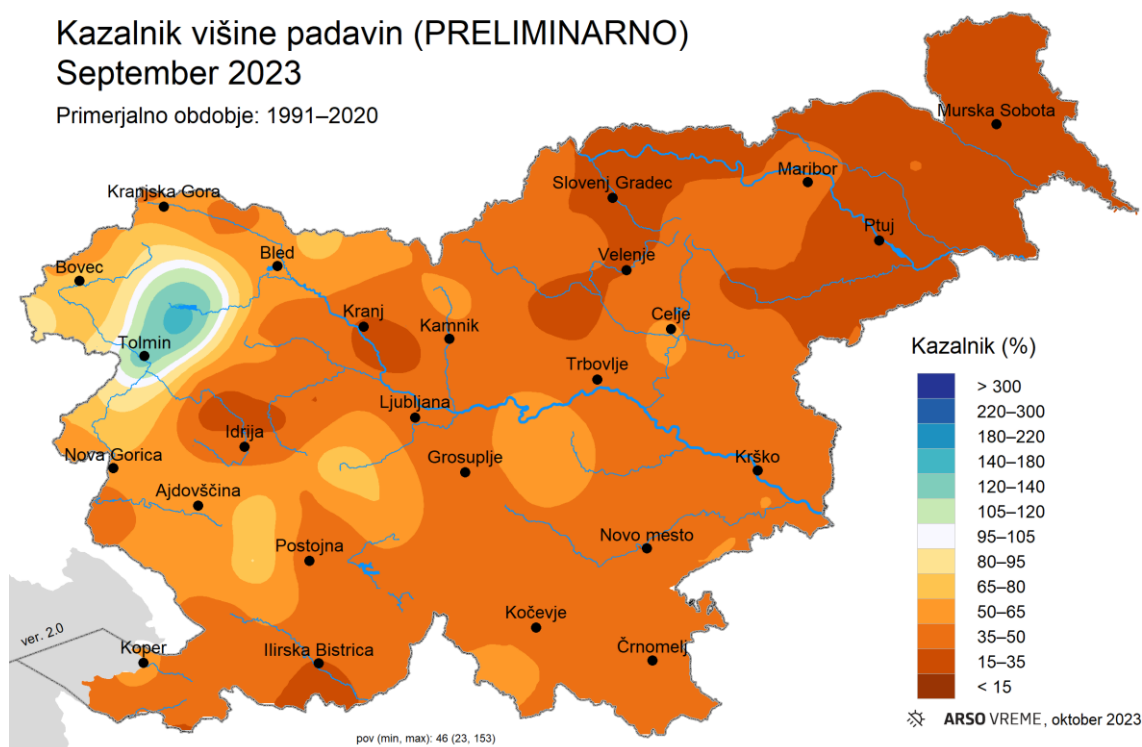 Kazalnik višine padavin (PRELIMINARNO)
September 2023
Primerjalno obdobje: 1991–2020
Murska Sobota
Maribor
Slovenj Gradec
Kranjska Gora
Ptuj
Bled
Velenje
Bovec
Kranj
Kamnik
Celje
Tolmin
Trbovlje
Ljubljana
Idrija
Nova Gorica
Grosuplje
Krško
Ajdovščina
Novo mesto
Postojna
Kočevje
Koper
Ilirska Bistrica
Črnomelj
ver. 2.0
Kazalnik (%)
> 300
220–300
180–220
140–180
120–140
105–120
95–105
80–95
65–80
50–65
35–50
15–35
< 15
ARSO VREME, oktober 2023
pov (min, max): 46 (23, 153)